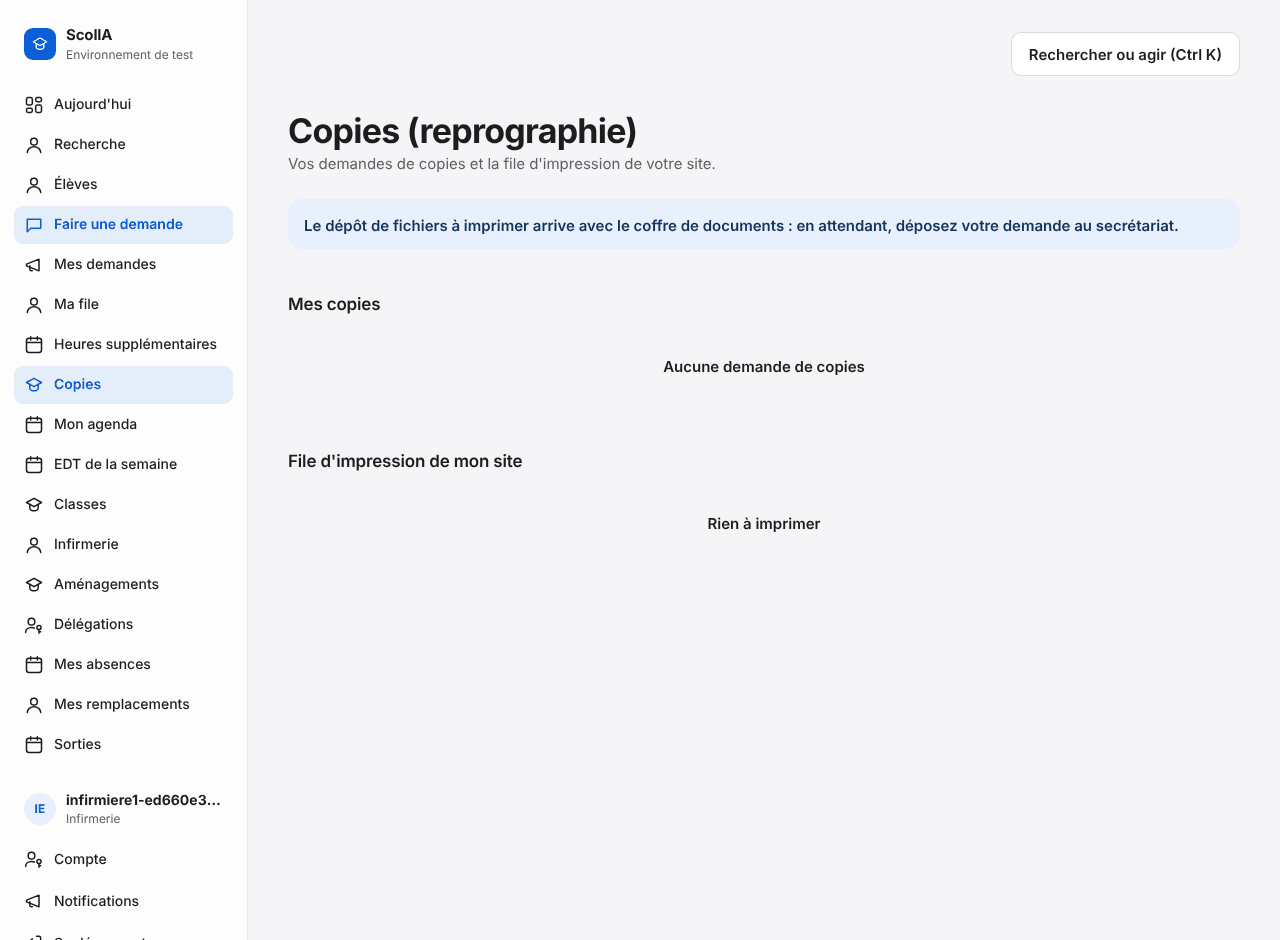 ScolIA
Environnement de test
Rechercher ou agir (Ctrl K)
Aujourd'hui
Recherche
Élèves
Faire une demande
Mes demandes
Ma file
Heures supplémentaires
Copies
Mon agenda
EDT de la semaine
Classes
Infirmerie
Aménagements
Délégations
Mes absences
Mes remplacements
Sorties
infirmiere1-ed660e3...
IE
Infirmerie
Compte
Notifications
Copies (reprographie)
Vos demandes de copies et la file d'impression de votre site.
Le dépôt de fichiers à imprimer arrive avec le coffre de documents : en attendant, déposez votre demande au secrétariat.
Mes copies
Aucune demande de copies
File d'impression de mon site
Rien à imprimer